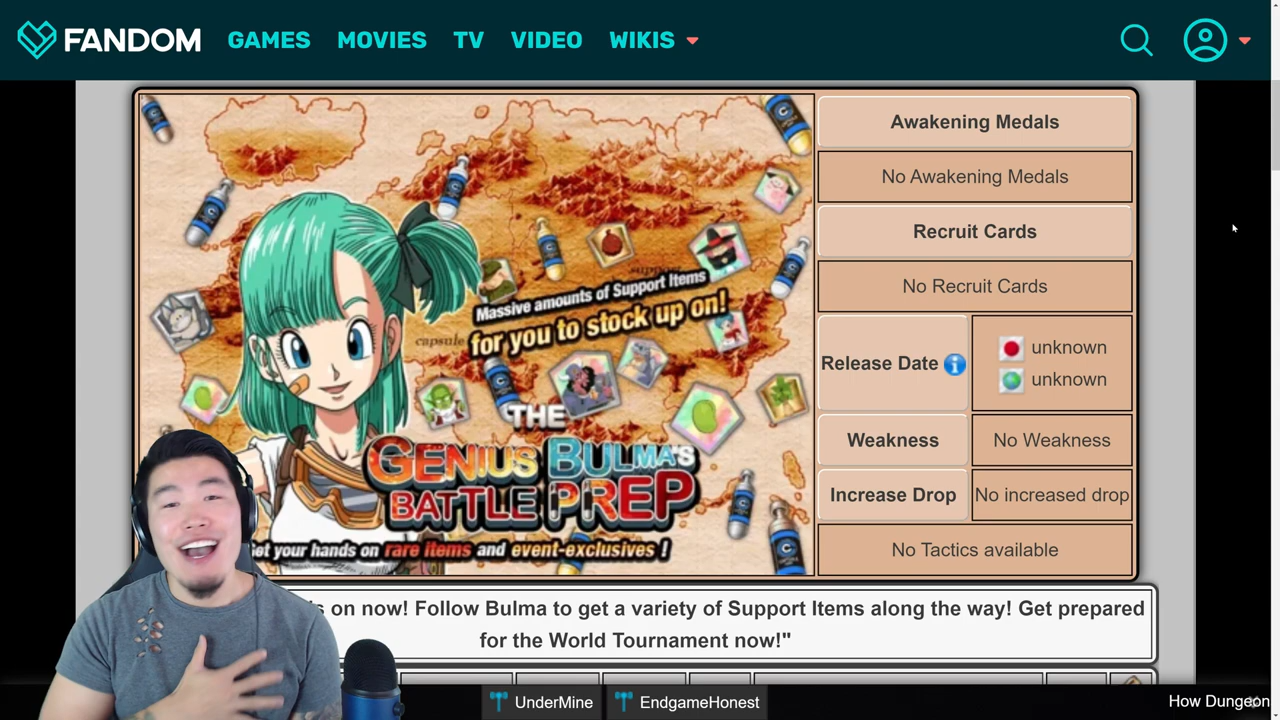 FANDOM GAMES MOVIES TV VIDEO WIKIS
Awakening Medals
No Awakening Medals
Recruit Cards
No Recruit Cards
Release Date
unknown
unknown
Weakness
No Weakness
Increase Drop
No increased drop
No Tactics available
support
Massive amounts of Support Items
capsule
for you to stock up on!
THE
GENIUS BULMA'S
BATTLE PREP
Get your hands on rare items and event-exclusives !
on now! Follow Bulma to get a variety of Support Items along the way! Get prepared
for the World Tournament now!"
UnderMine
EndgameHonest
How Dungeon